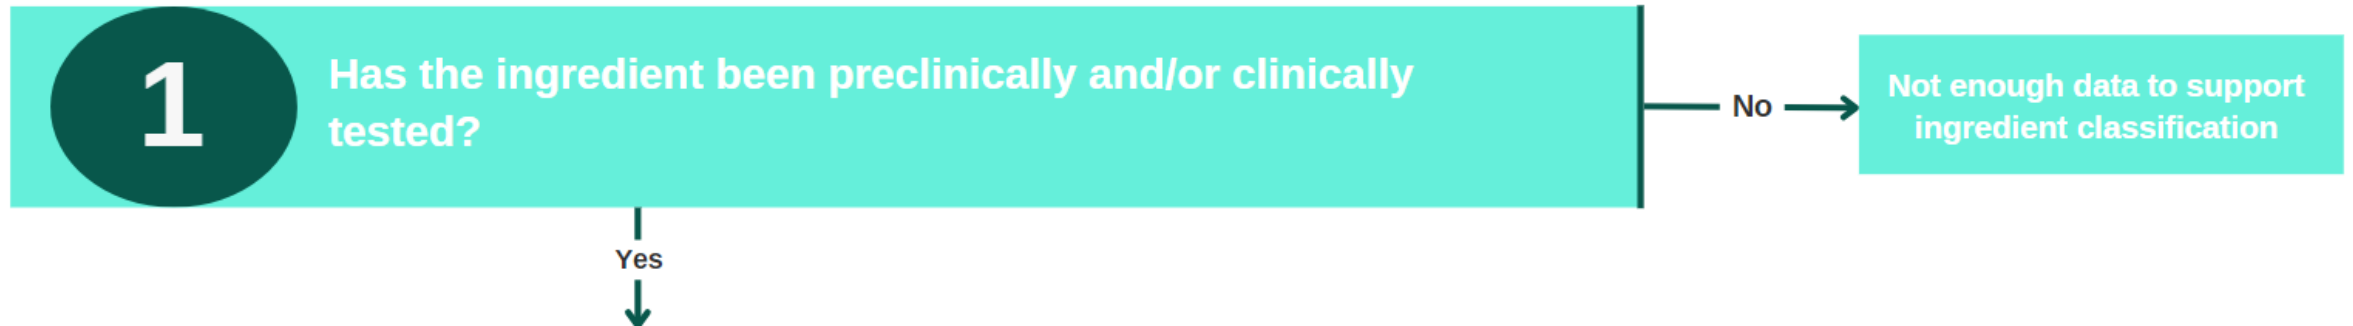 1
Has the ingredient been preclinically and/or clinically
tested?
No
Not enough data to support
ingredient classification
Yes